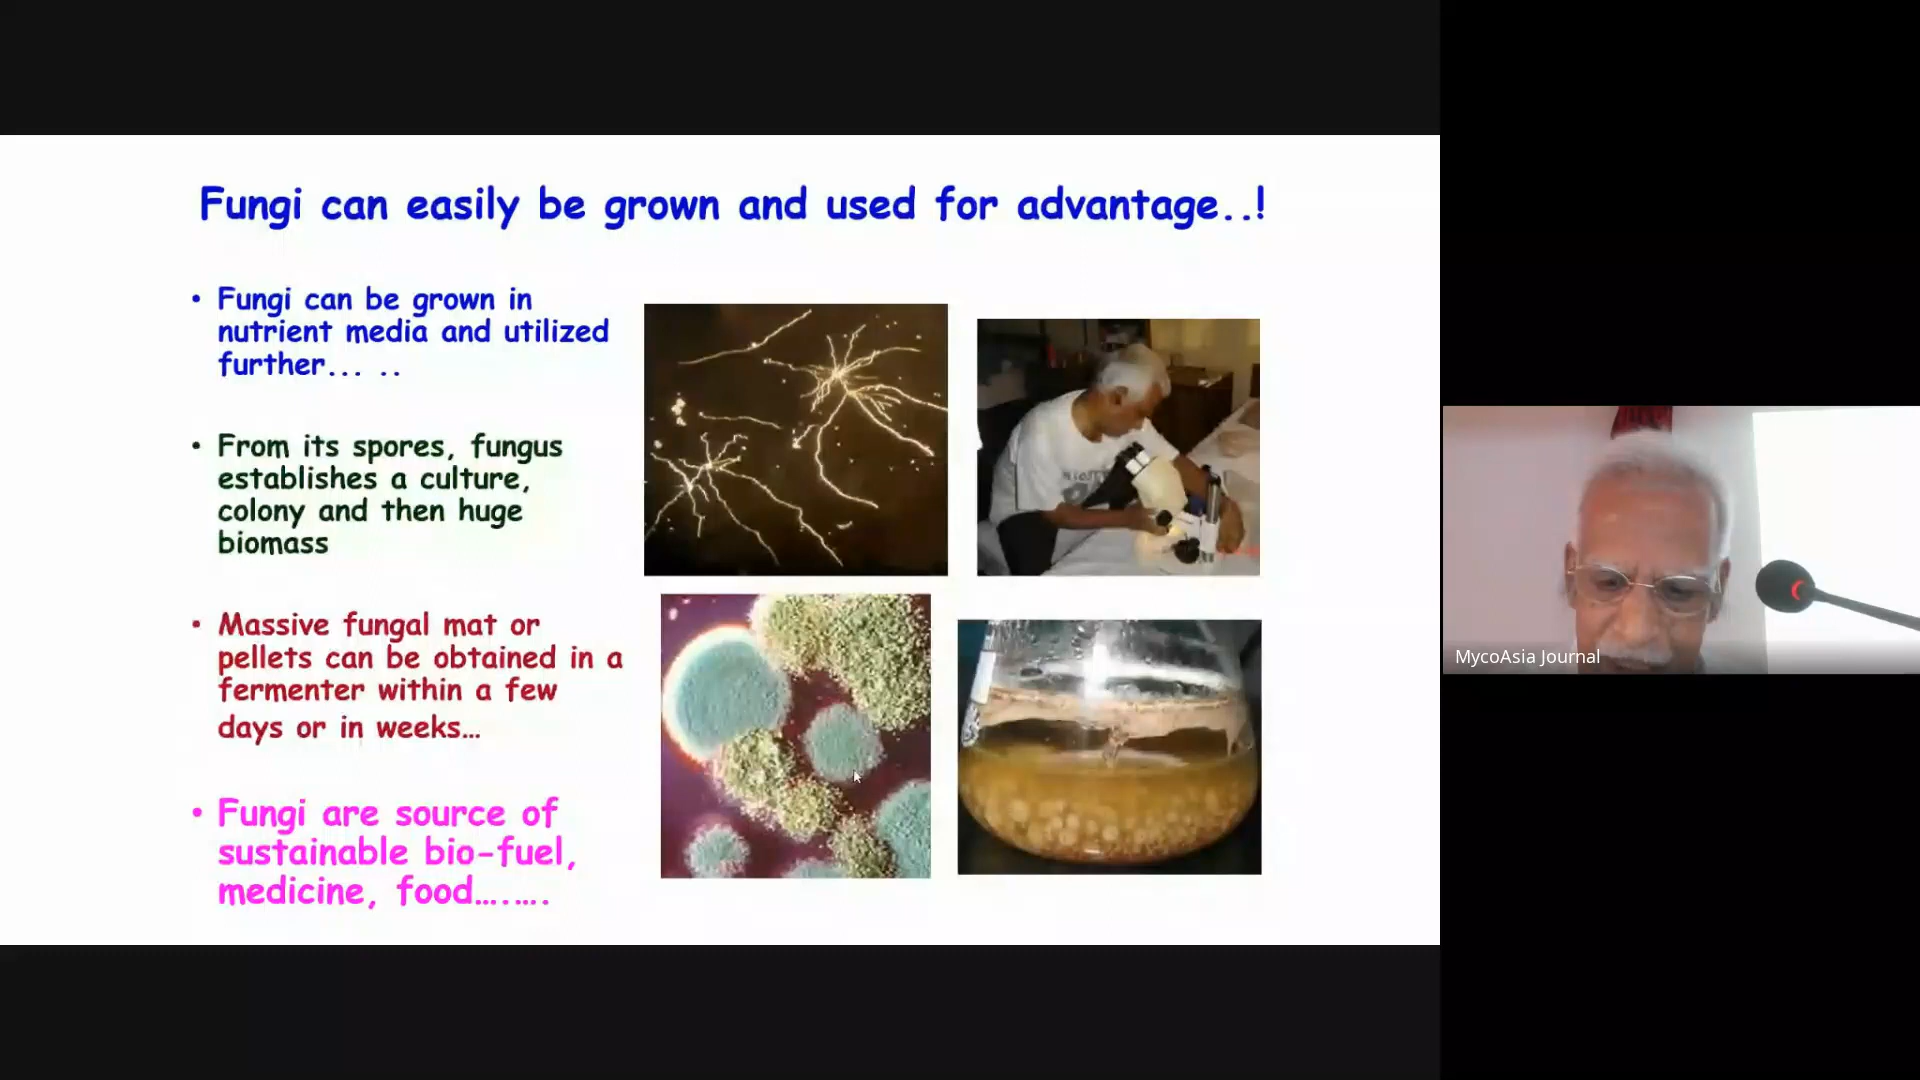 Fungi can easily be grown and used for advantage..!
• Fungi can be grown in
nutrient media and utilized
further... ..
• From its spores, fungus
establishes a culture,
colony and then huge
biomass
• Massive fungal mat or
pellets can be obtained in a
fermenter within a few
days or in weeks…
• Fungi are source of
sustainable bio-fuel,
medicine, food….….
MycoAsia Journal